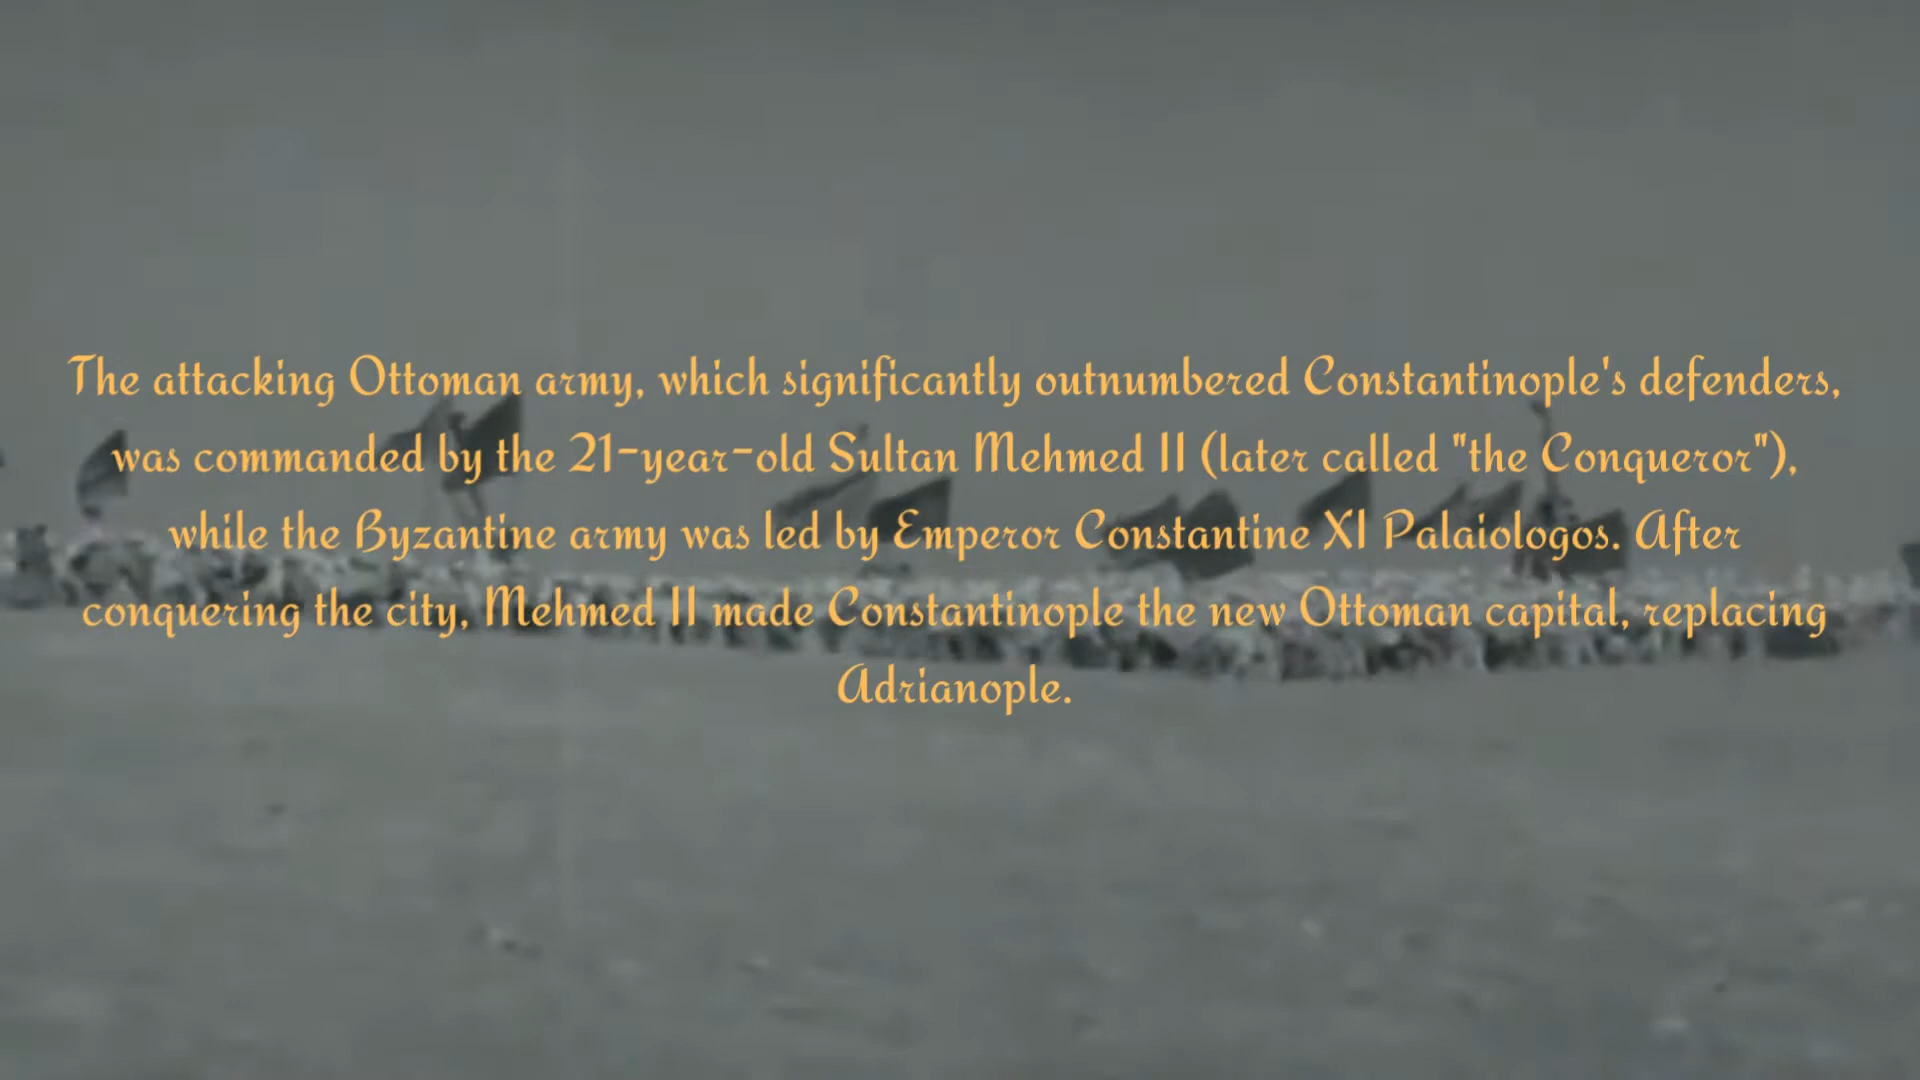 The attacking Ottoman army, which significantly outnumbered Constantinople's defenders,
was commanded by the 21-year-old Sultan Mehmed II (later called "the Conqueror"),
while the Byzantine army was led by Emperor Constantine XI Palaiologos. After
conquering the city, Mehmed II made Constantinople the new Ottoman capital, replacing
Adrianople.